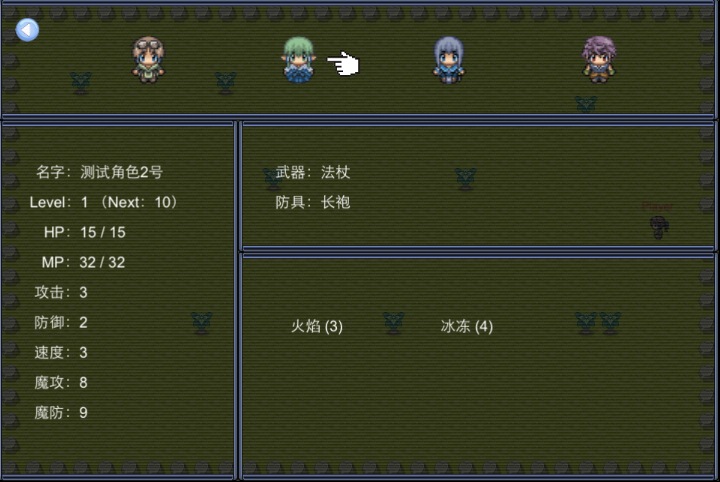 名字：测试角色2号
Level：1 （Next：10）
HP：15 / 15
MP：32 / 32
攻击：3
防御：2
速度：3
魔攻：8
魔防：9
武器：法杖
防具：长袍
火焰 (3)
冰冻 (4)